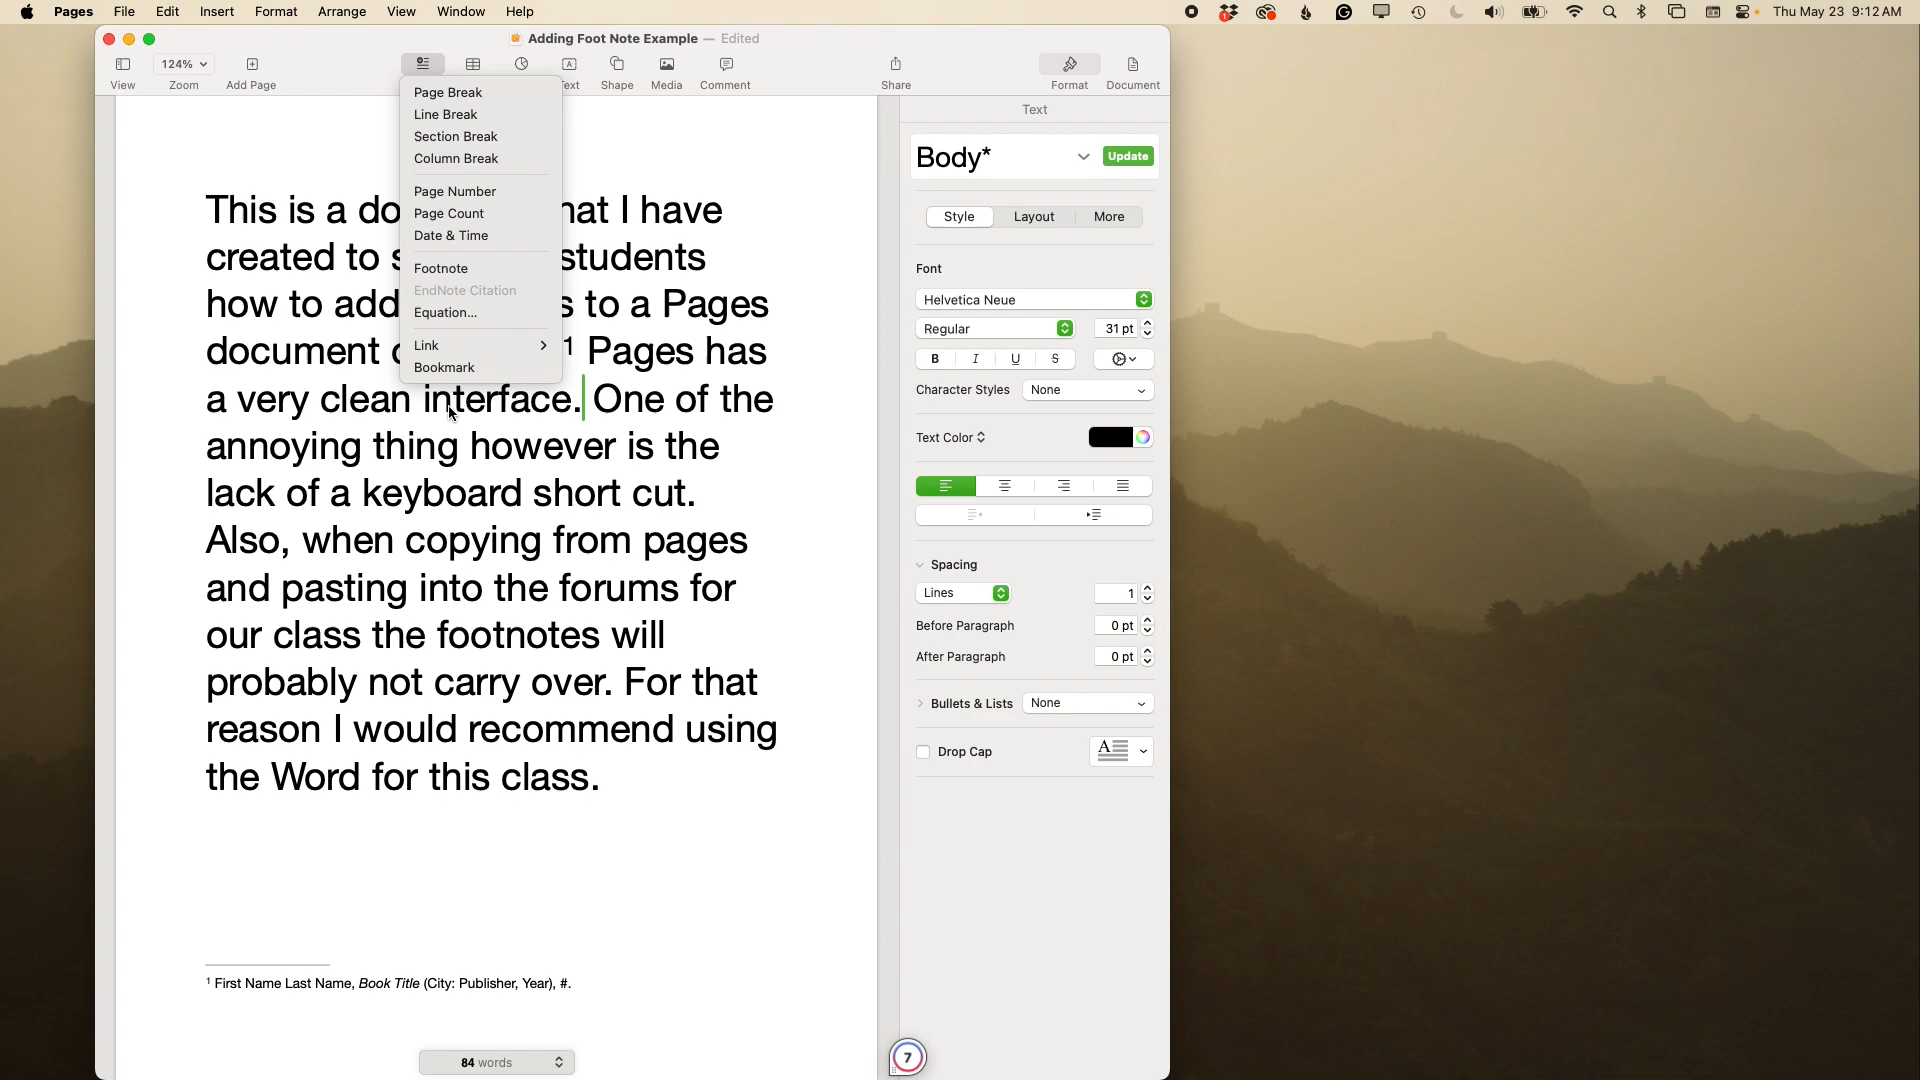 Pages File Edit Insert Format Arrange View Window Help
1
Thu May 23 9:12 AM
Adding Foot Note Example — Edited
124%
View Zoom Add Page
Shape Media Comment
Share
Format Document
Page Break
Line Break
Section Break
Column Break
Page Number
Page Count
Date & Time
Footnote
EndNote Citation
Equation...
Link
Bookmark
This is a do hat I have
created to s students
how to add s to a Pages
document c ¹ Pages has
a very clean interface. One of the
annoying thing however is the
lack of a keyboard short cut.
Also, when copying from pages
and pasting into the forums for
our class the footnotes will
probably not carry over. For that
reason I would recommend using
the Word for this class.
¹ First Name Last Name, Book Title (City: Publisher, Year), #.
84 words
7
Text
Body*
Update
Style Layout More
Font
Helvetica Neue
Regular 31 pt
B I U S
Character Styles None
Text Color
Spacing
Lines 1
Before Paragraph 0 pt
After Paragraph 0 pt
Bullets & Lists None
Drop Cap
A